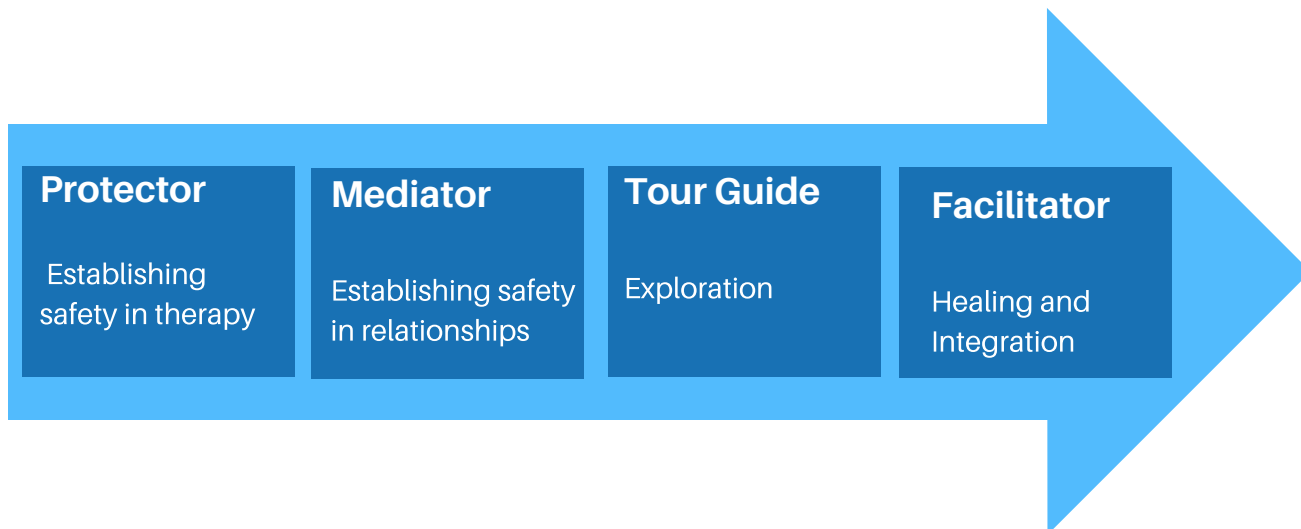 Protector
Establishing
safety in therapy
Mediator
Establishing safety
in relationships
Tour Guide
Exploration
Facilitator
Healing and
Integration